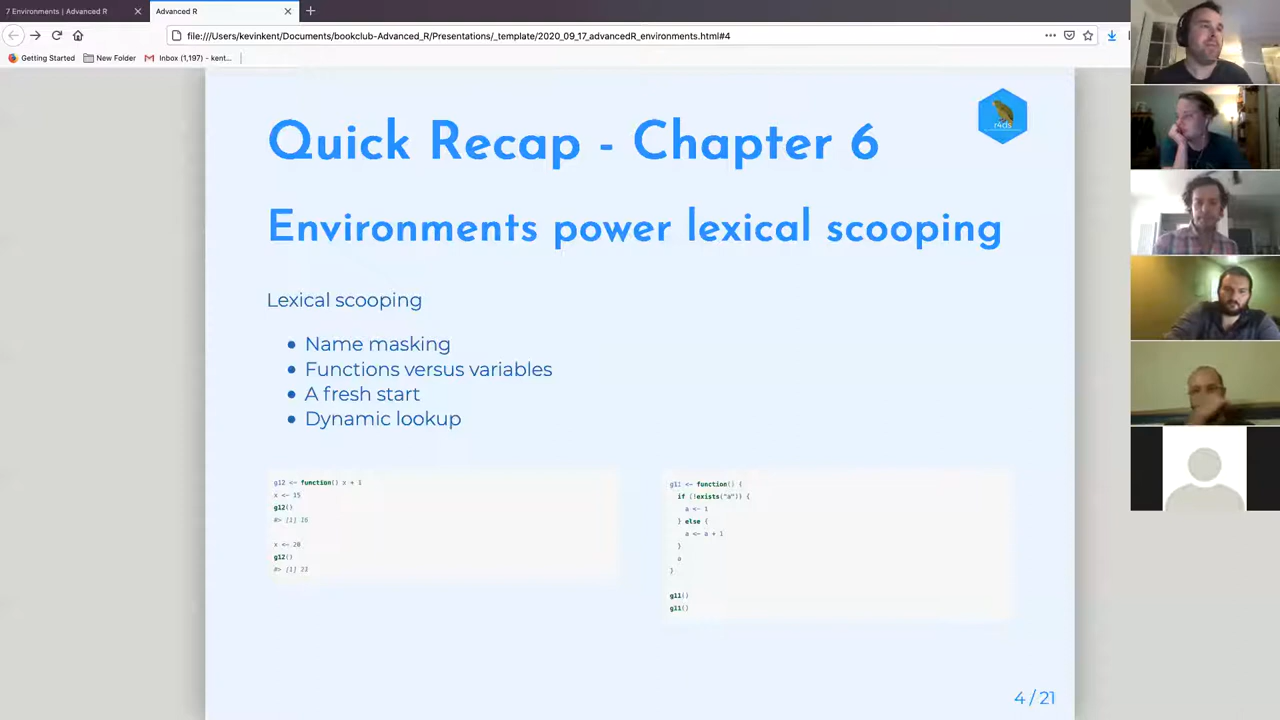 7 Environments | Advanced R
Advanced R
file:///Users/kevinkent/Documents/bookclub-Advanced_R/Presentations/_template/2020_09_17_advancedR_environments.html#4
Getting Started
New Folder
Inbox (1,197) - kent...
r4ds
Quick Recap - Chapter 6
Environments power lexical scooping
Lexical scooping
Name masking
Functions versus variables
A fresh start
Dynamic lookup
g12 <- function() x + 1
x <- 15
g12()
#> [1] 16
x <- 20
g12()
#> [1] 23
g11 <- function() {
if (!exists("a")) {
a <- 1
} else {
a <- a + 1
}
a
}
g11()
g11()
4 / 21